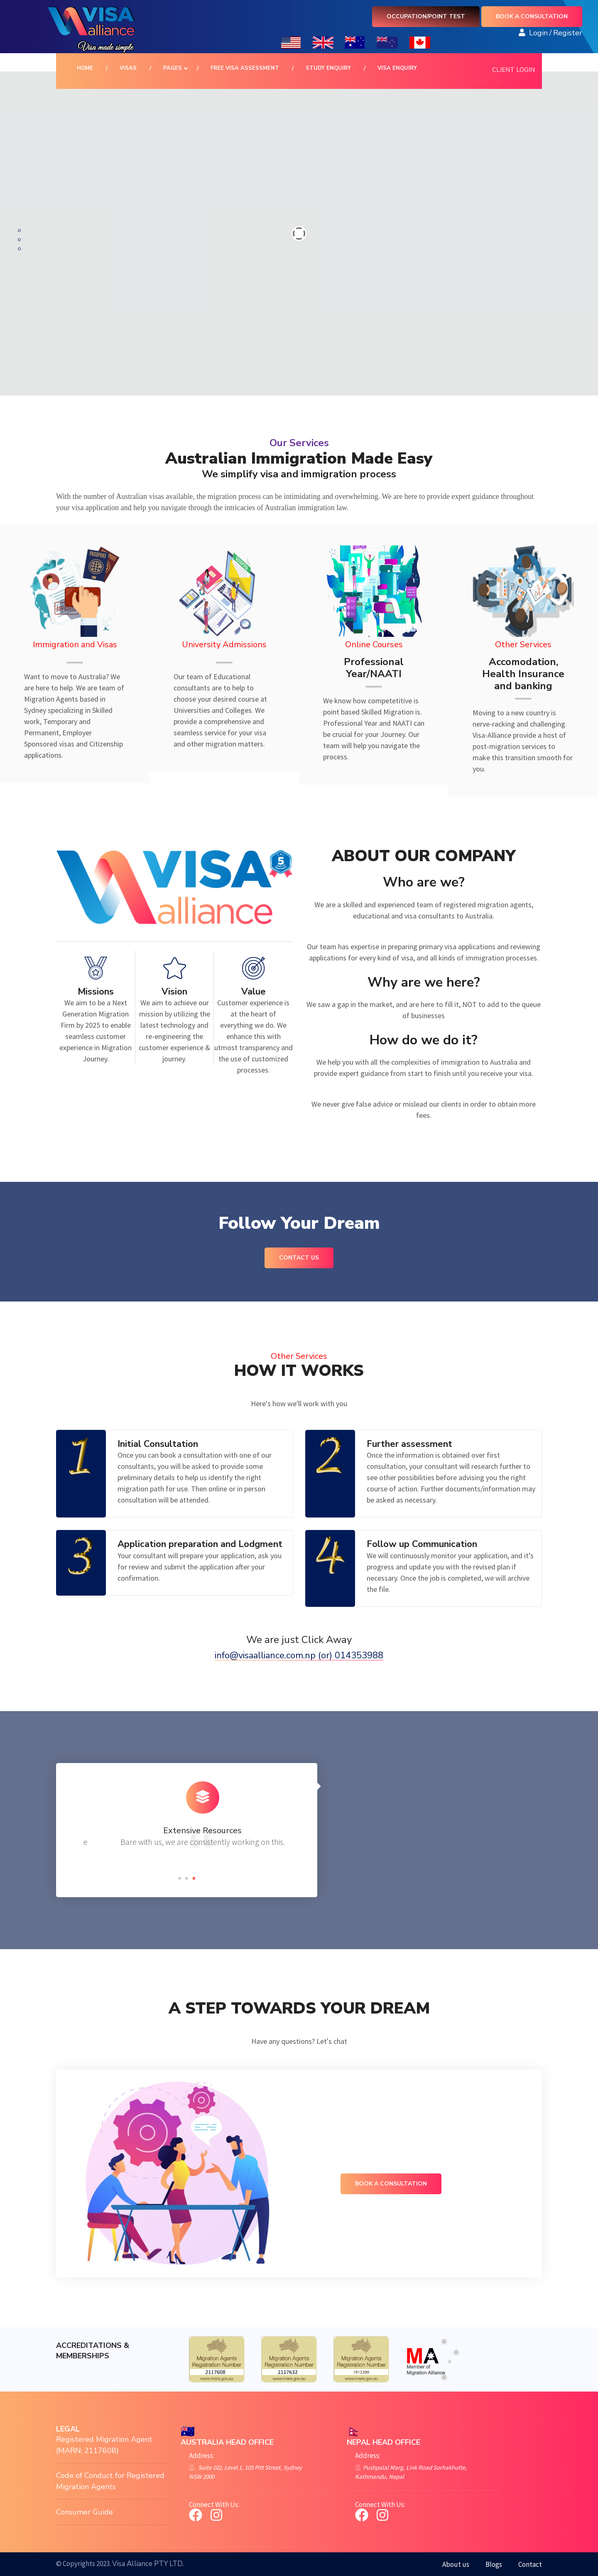 VISA
alliance
Visa made simple
OCCUPATION/POINT TEST
BOOK A CONSULTATION
Login / Register
HOME / VISAS / PAGES / FREE VISA ASSESSMENT / STUDY ENQUIRY / VISA ENQUIRY
CLIENT LOGIN
Our Services
Australian Immigration Made Easy
We simplify visa and immigration process
With the number of Australian visas available, the migration process can be intimidating and overwhelming. We are here to provide expert guidance throughout
your visa application and help you navigate through the intricacies of Australian immigration law.
Immigration and Visas
Want to move to Australia? We
are here to help. We are team of
Migration Agents based in
Sydney specializing in Skilled
work, Temporary and
Permanent, Employer
Sponsored visas and Citizenship
applications.
University Admissions
Our team of Educational
consultants are to help to
choose your desired course at
Universities and Colleges. We
provide a comprehensive and
seamless service for your visa
and other migration matters.
Online Courses
Professional
Year/NAATI
We know how competetitive is
point based Skilled Migration is.
Professional Year and NAATI can
be crucial for your Journey. Our
team will help you navigate the
process.
Other Services
Accomodation,
Health Insurance
and banking
Moving to a new country is
nerve-racking and challenging.
Visa-Alliance provide a host of
post-migration services to
make this transition smooth for
you.
VISA
alliance
5
Missions
We aim to be a Next
Generation Migration
Firm by 2025 to enable
seamless customer
experience in Migration
Journey.
Vision
We aim to achieve our
mission by utilizing the
latest technology and
re-engineering the
customer experience &
journey.
Value
Customer experience is
at the heart of
everything we do. We
enhance this with
utmost transparency and
the use of customized
processes.
ABOUT OUR COMPANY
Who are we?
We are a skilled and experienced team of registered migration agents,
educational and visa consultants to Australia.
Our team has expertise in preparing primary visa applications and reviewing
applications for every kind of visa, and all kinds of immigration processes.
Why are we here?
We saw a gap in the market, and are here to fill it, NOT to add to the queue
of businesses
How do we do it?
We help you with all the complexities of immigration to Australia and
provide expert guidance from start to finish until you receive your visa.
We never give false advice or mislead our clients in order to obtain more
fees.
Follow Your Dream
CONTACT US
Other Services
HOW IT WORKS
Here's how we'll work with you
1
Initial Consultation
Once you can book a consultation with one of our
consultants, you will be asked to provide some
preliminary details to help us identify the right
migration path for use. Then online or in person
consultation will be attended.
2
Further assessment
Once the information is obtained over first
consultation, your consultant will research further to
see other possibilities before advising you the right
course of action. Further documents/information may
be asked as necessary.
3
Application preparation and Lodgment
Your consultant will prepare your application, ask you
for review and submit the application after your
confirmation.
4
Follow up Communication
We will continuously monitor your application, and it's
progress and update you with the revised plan if
necessary. Once the job is completed, we will archive
the file.
We are just Click Away
info@visaalliance.com.np (or) 014353988
Extensive Resources
e
Bare with us, we are consistently working on this.
A STEP TOWARDS YOUR DREAM
Have any questions? Let's chat
BOOK A CONSULTATION
ACCREDITATIONS &
MEMBERSHIPS
Migration Agents
Registration Number
2117608
www.mara.gov.au
Migration Agents
Registration Number
2117632
www.mara.gov.au
Migration Agents
Registration Number
www.mara.gov.au
MA
Member of
Migration Alliance
LEGAL
Registered Migration Agent
(MARN: 2117608)
Code of Conduct for Registered
Migration Agents
Consumer Guide
AUSTRALIA HEAD OFFICE
Address:
Suite 102, Level 1, 105 Pitt Street, Sydney
NSW 2000
Connect With Us:
NEPAL HEAD OFFICE
Address:
Pushpalal Marg, Link Road Sorhakhutte,
Kathmandu, Nepal
Connect With Us:
© Copyrights 2023. Visa Alliance PTY LTD.
About us
Blogs
Contact